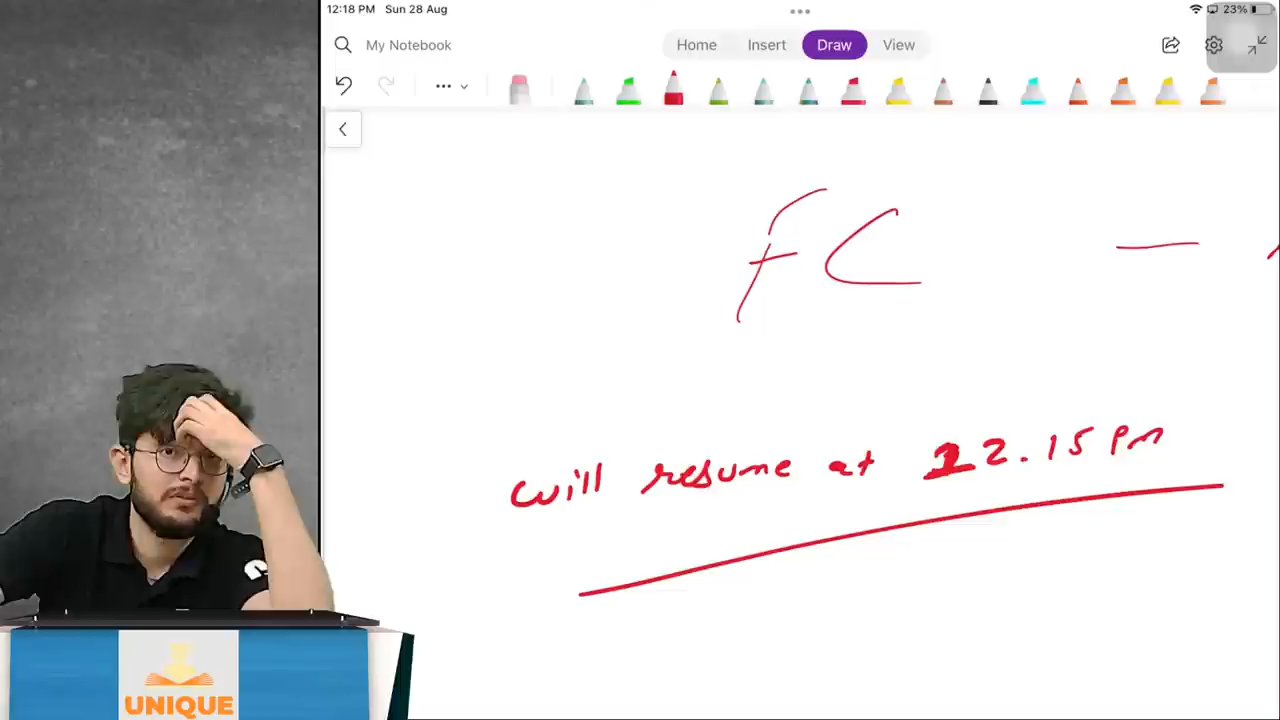 12:18 PM Sun 28 Aug
23%
My Notebook
Home Insert Draw View
FC -
will resume at 12.15 Pm
UNIQUE